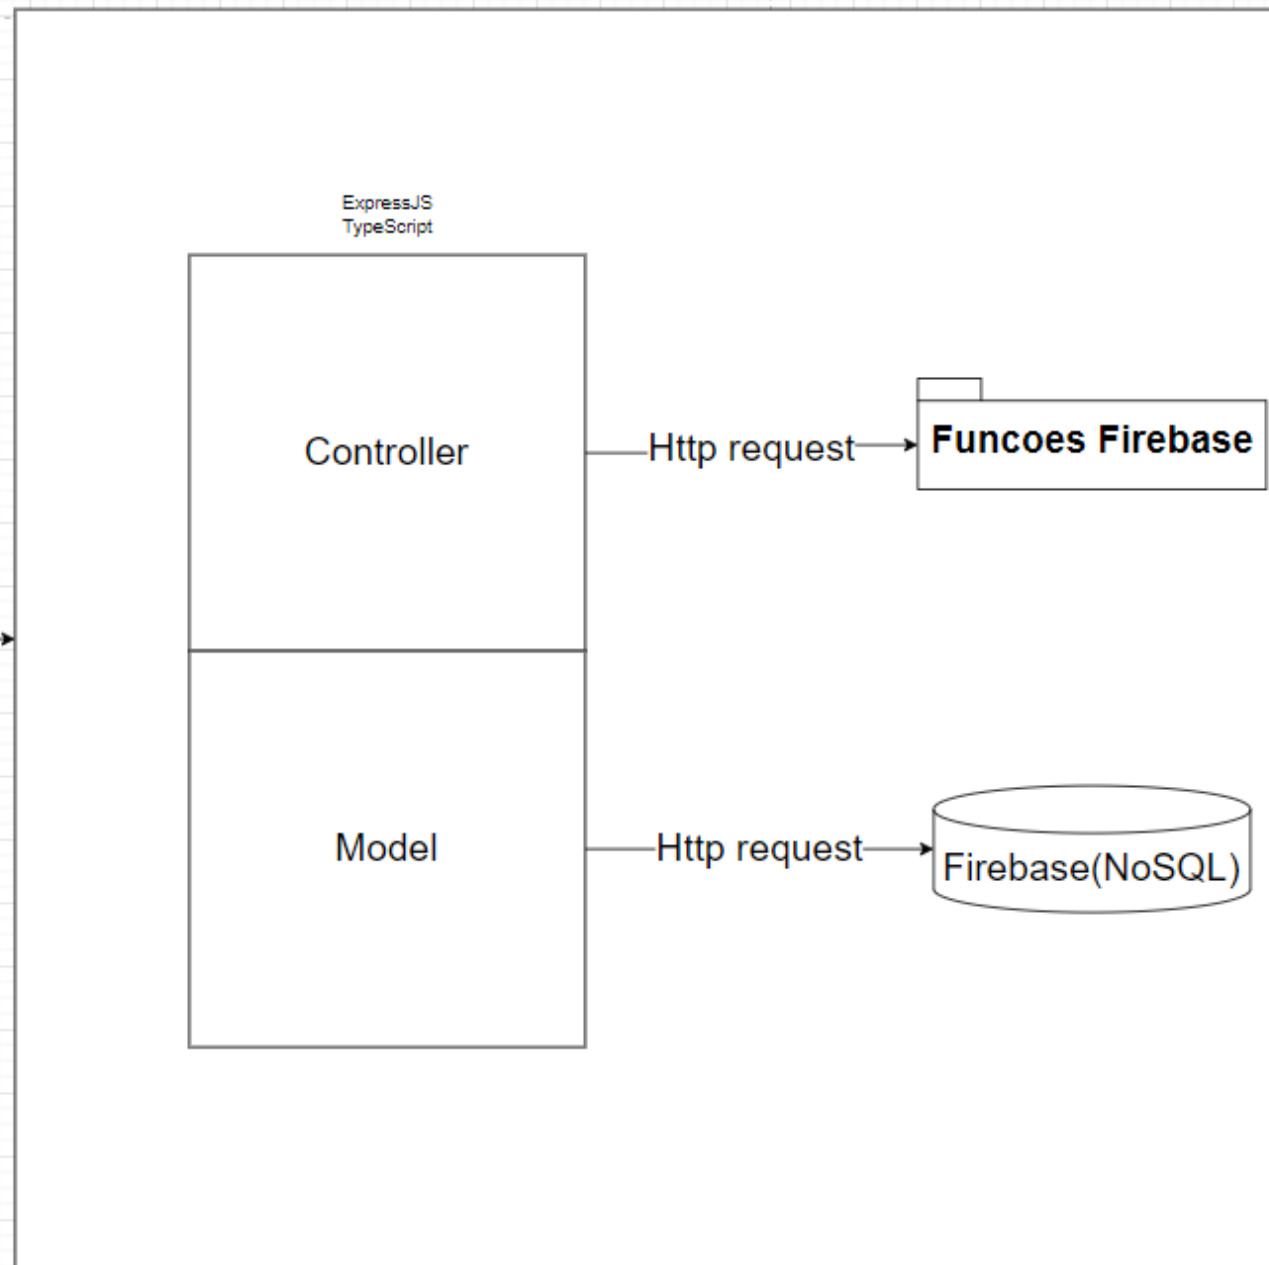 ExpressJS
TypeScript
Controller
Http request
Funcoes Firebase
Model
Http request
Firebase(NoSQL)